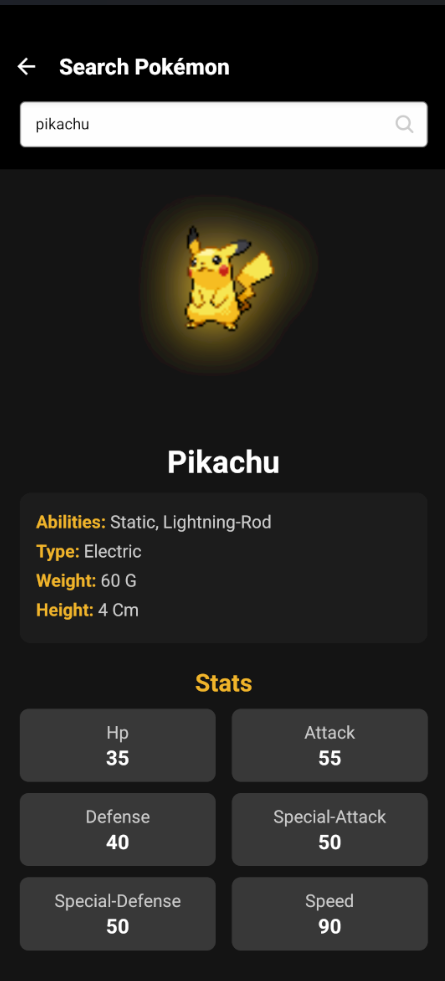 Search Pokémon
pikachu
Pikachu
Abilities: Static, Lightning-Rod
Type: Electric
Weight: 60 G
Height: 4 Cm
Stats
Hp
35
Attack
55
Defense
40
Special-Attack
50
Special-Defense
50
Speed
90